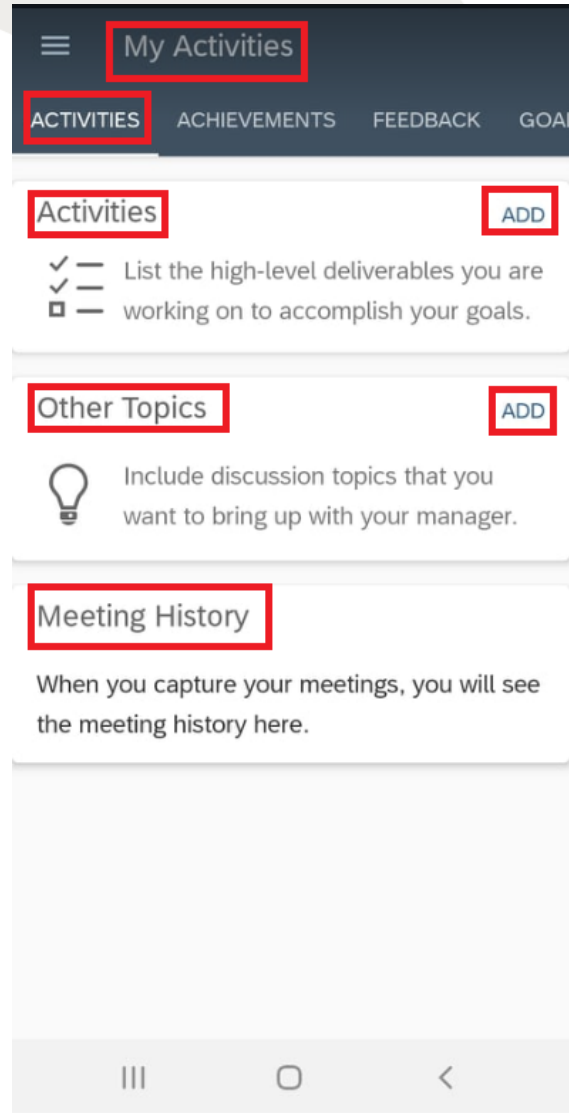 My Activities
ACTIVITIES ACHIEVEMENTS FEEDBACK GOA
Activities ADD
List the high-level deliverables you are
working on to accomplish your goals.
Other Topics ADD
Include discussion topics that you
want to bring up with your manager.
Meeting History
When you capture your meetings, you will see
the meeting history here.